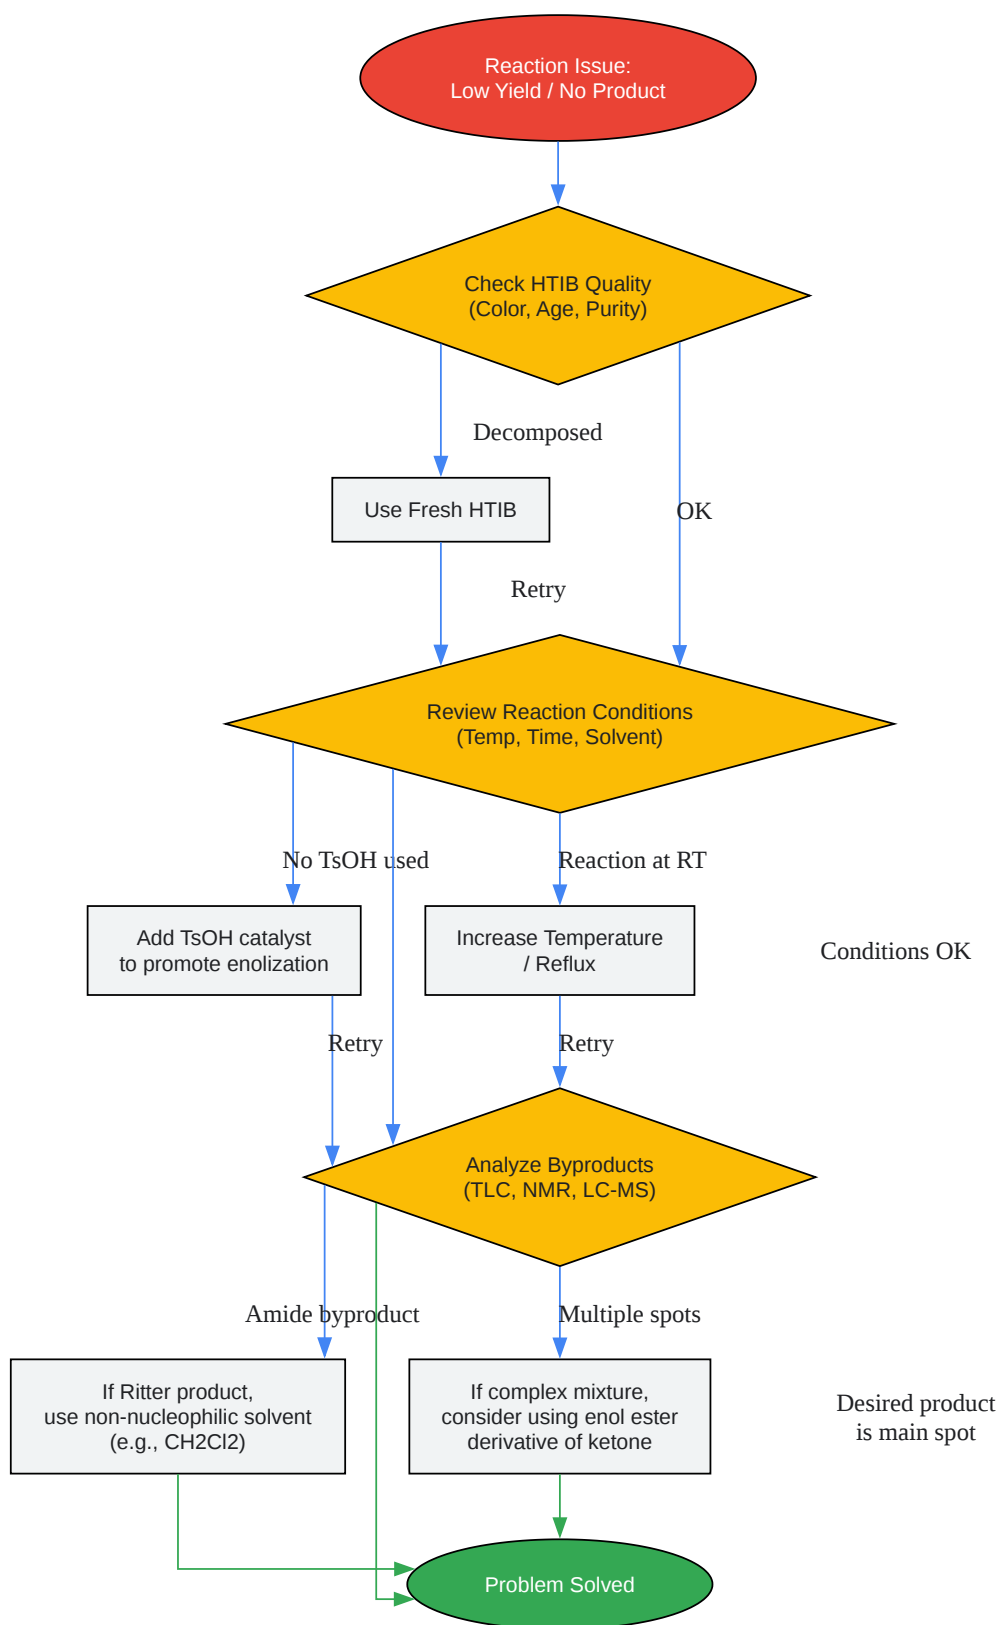 Reaction Issue:
Low Yield / No Product
Check HTIB Quality
(Color, Age, Purity)
Decomposed
Use Fresh HTIB
OK
Retry
Review Reaction Conditions
(Temp, Time, Solvent)
No TsOH used
Reaction at RT
Add TsOH catalyst
to promote enolization
Increase Temperature
/ Reflux
Conditions OK
Retry
Retry
Analyze Byproducts
(TLC, NMR, LC-MS)
Amide byproduct
Multiple spots
If Ritter product,
use non-nucleophilic solvent
(e.g., CH2Cl2)
If complex mixture,
consider using enol ester
derivative of ketone
Desired product
is main spot
Problem Solved